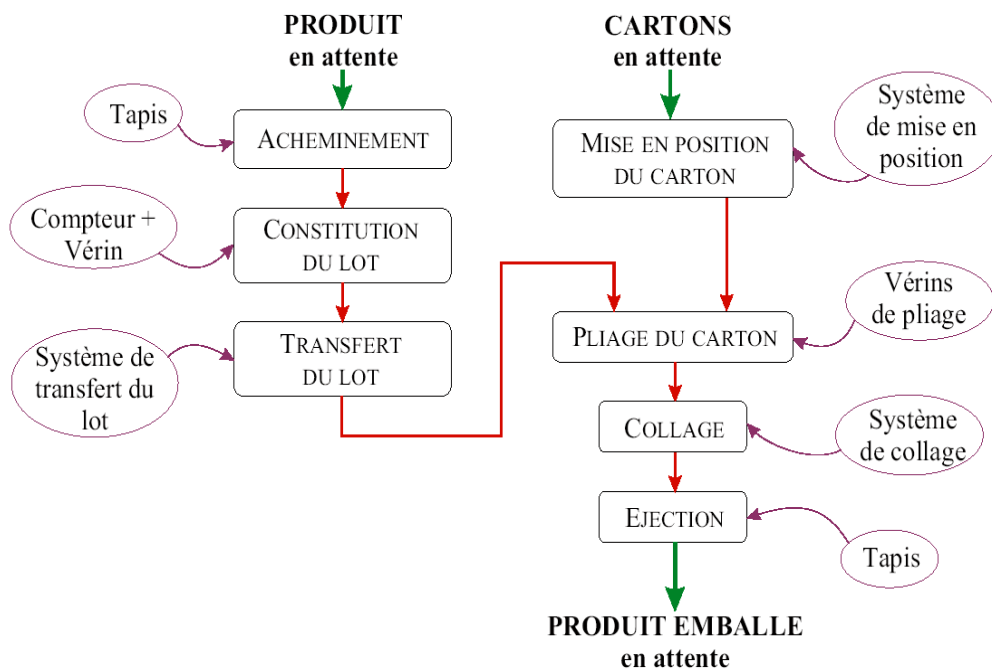 PRODUIT
en attente
CARTONS
en attente
Tapis
ACHEMINEMENT
MISE EN POSITION
DU CARTON
Système
de mise en
position
Compteur +
Vérin
CONSTITUTION
DU LOT
Système de
transfert du
lot
TRANSFERT
DU LOT
PLIAGE DU CARTON
Vérins
de pliage
COLLAGE
Système
de collage
EJECTION
Tapis
PRODUIT EMBALLE
en attente